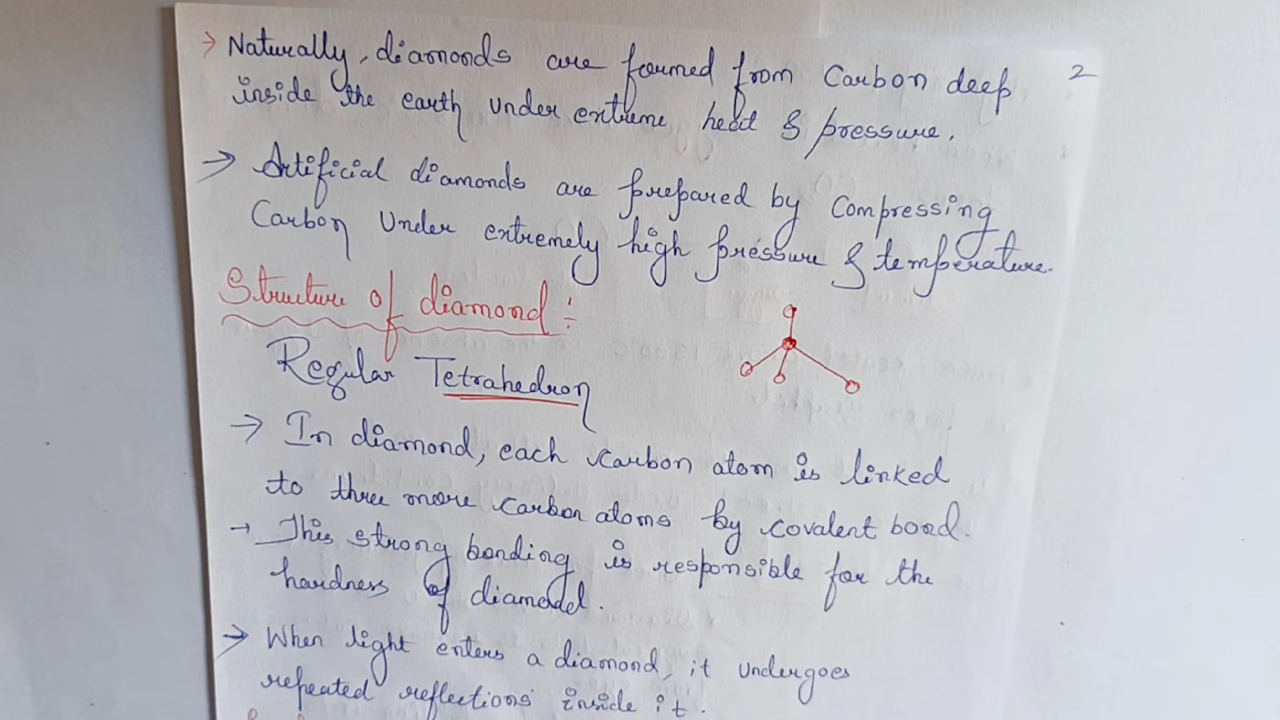 → Naturally, diamonds are formed from Carbon deep
2
inside the earth under extreme heat & pressure.
→ Artificial diamonds are prepared by Compressing
Carbon Under extremely high pressure & temperature.
Structure of diamond :-
Regular Tetrahedron
→ In diamond, each carbon atom is linked
to three more carbon atoms by covalent bond.
→ This strong bonding is responsible for the
hardness of diamond.
→ When light enters a diamond, it undergoes
repeated reflections inside it.